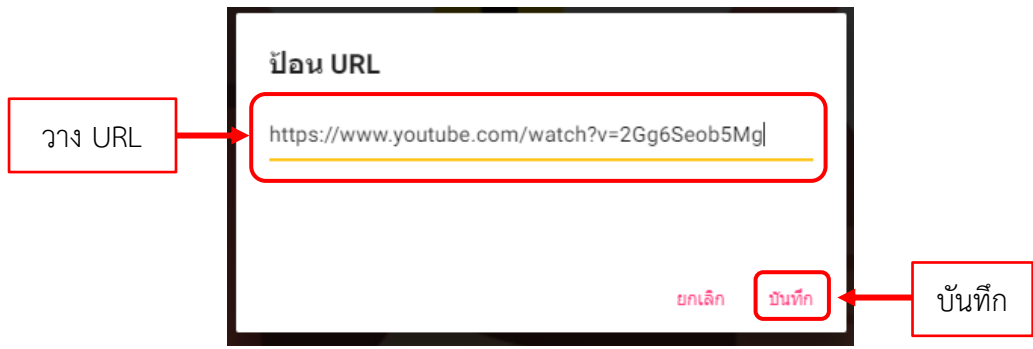 ป้อน URL
วาง URL
https://www.youtube.com/watch?v=2Gg6Seob5Mg
ยกเลิก
บันทึก
บันทึก